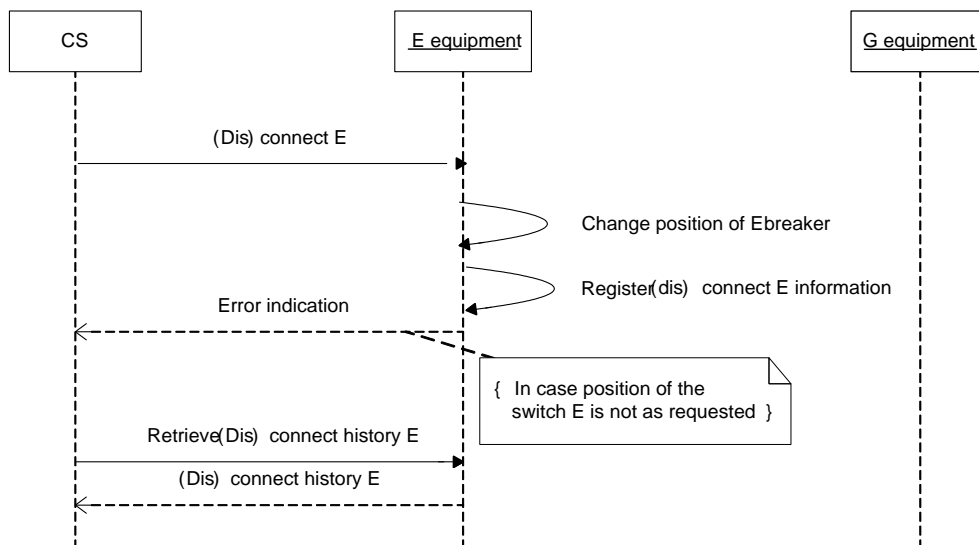 CS
E equipment
G equipment
(Dis) connect E
Change position of Ebreaker
Register(dis) connect E information
Error indication
{ In case position of the
switch E is not as requested }
Retrieve(Dis) connect history E
(Dis) connect history E